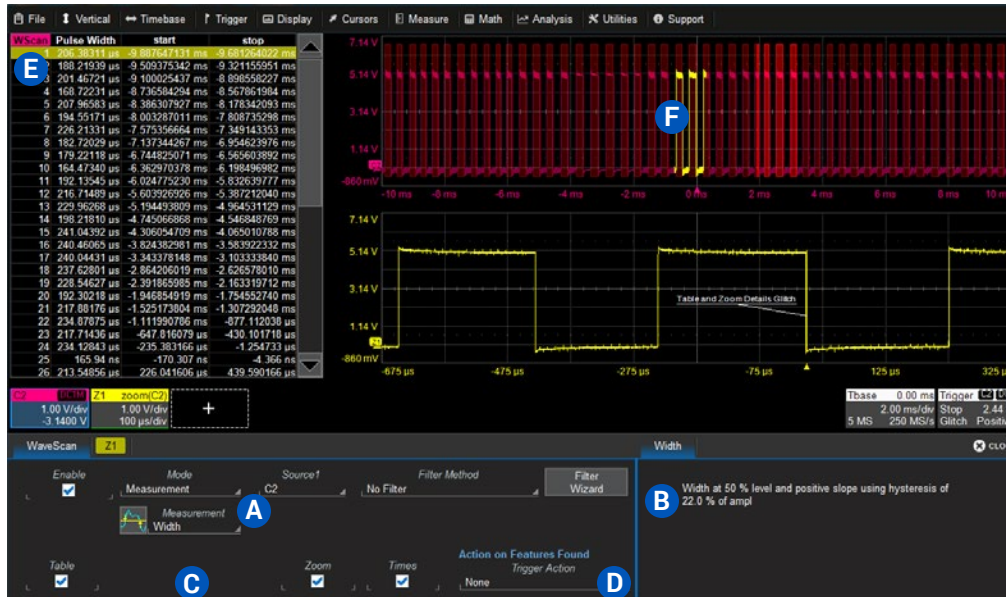 File Vertical Timebase Trigger Display Cursors Measure Math Analysis Utilities Support
WScan Pulse Width start stop
1 206.38311 µs -9.887647131 ms -9.681264022 ms
188.21939 µs -9.509375342 ms -9.321155951 ms
E
3 201.46721 µs -9.100025437 ms -8.898558227 ms
4 168.72231 µs -8.736584294 ms -8.567861984 ms
5 207.96583 µs -8.386307927 ms -8.178342093 ms
6 194.55171 µs -8.003287011 ms -7.808735298 ms
7 226.21331 µs -7.575356664 ms -7.349143353 ms
8 182.72029 µs -7.137344267 ms -6.954623976 ms
9 179.22118 µs -6.744825071 ms -6.565603892 ms
10 164.47340 µs -6.362970378 ms -6.198496982 ms
11 192.13545 µs -6.024775230 ms -5.832639777 ms
12 216.71489 µs -5.603926926 ms -5.387212040 ms
13 229.96268 µs -5.194493809 ms -4.964531129 ms
14 198.21810 µs -4.745066868 ms -4.546848769 ms
15 241.04392 µs -4.306054709 ms -4.065010788 ms
16 240.46065 µs -3.824382981 ms -3.583922332 ms
17 240.04431 µs -3.343378148 ms -3.103333840 ms
18 237.62801 µs -2.864206019 ms -2.626578010 ms
19 228.54627 µs -2.391865985 ms -2.163319712 ms
20 192.30218 µs -1.946854919 ms -1.754552740 ms
21 217.88176 µs -1.525173804 ms -1.307292048 ms
22 234.87875 µs -1.111990786 ms -877.112038 µs
23 217.71436 µs -647.816079 µs -430.101718 µs
24 234.12843 µs -235.383166 µs -1.254733 µs
25 165.94 ns -170.307 ns -4.366 ns
26 213.54856 µs 226.041606 µs 439.590166 µs
7.14 V
5.14 V
3.14 V
1.14 V
C2
-860 mV
F
-10 ms -8 ms -6 ms -4 ms -2 ms 0 ms 2 ms 4 ms 6 ms 8 ms 10 m
7.14 V
5.14 V
3.14 V
1.14 V
Z1
-860 mV
Table and Zoom Details Glitch
-675 µs -475 µs -275 µs -75 µs 125 µs 325 µ
C2 DC1M Z1 zoom(C2)
1.00 V/div 1.00 V/div
-3.1400 V 100 µs/div
+
Tbase 0.00 ms Trigger C2
2.00 ms/div Stop 2.44
5 MS 250 MS/s Glitch Positi
WaveScan Z1 Width CLO
Enable Mode Source1 Filter Method
Measurement C2 No Filter
Filter
Wizard
Measurement
Width
A
B
Width at 50 % level and positive slope using hysteresis of
22.0 % of ampl
Action on Features Found
Table Zoom Times Trigger Action
None
C
D